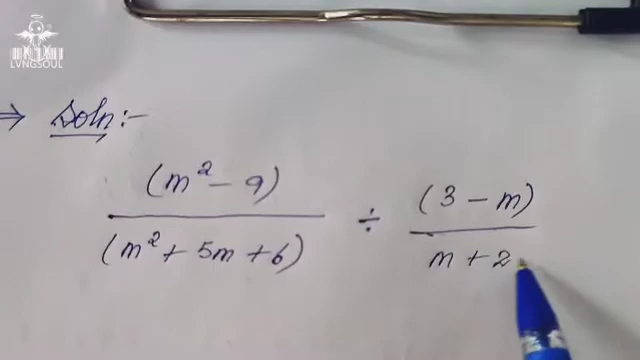 LVNGSOUL
⇒ Soln:-
(m² - 9) / (m² + 5m + 6) ÷ (3 - m) / m + 2